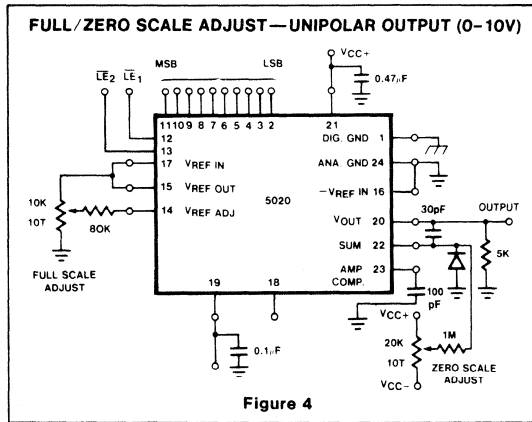 FULL/ZERO SCALE ADJUST—UNIPOLAR OUTPUT (0–10V)
VCC+
0.47μF
LE2 LE1
MSB LSB
11 10 9 8 7 6 5 4 3 2
21
12
13
17 VREF IN
15 VREF OUT
14 VREF ADJ
10K
10T
80K
FULL SCALE
ADJUST
5020
DIG. GND 1
ANA. GND 24
-VREF IN 16
VOUT 20
SUM 22
AMP 23
COMP.
30pF
OUTPUT
5K
100
pF
19 18
0.1μF
VCC+
20K
10T
VCC-
1M
ZERO SCALE
ADJUST
Figure 4